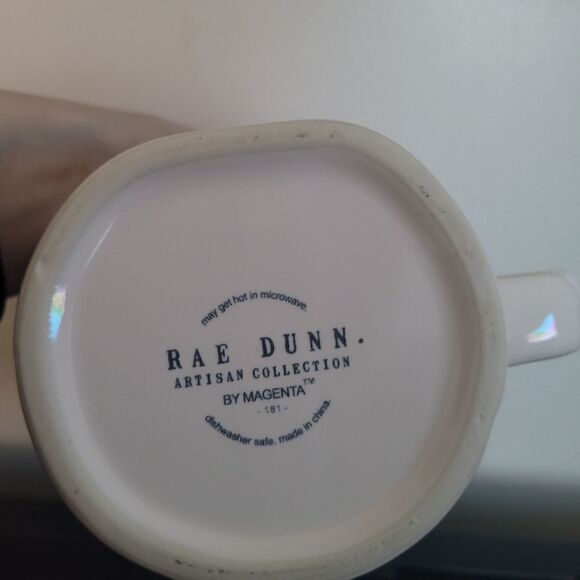 may get hot in microwave.
RAE DUNN.
ARTISAN COLLECTION
BY MAGENTA™
- 181 -
dishwasher safe. made in china.